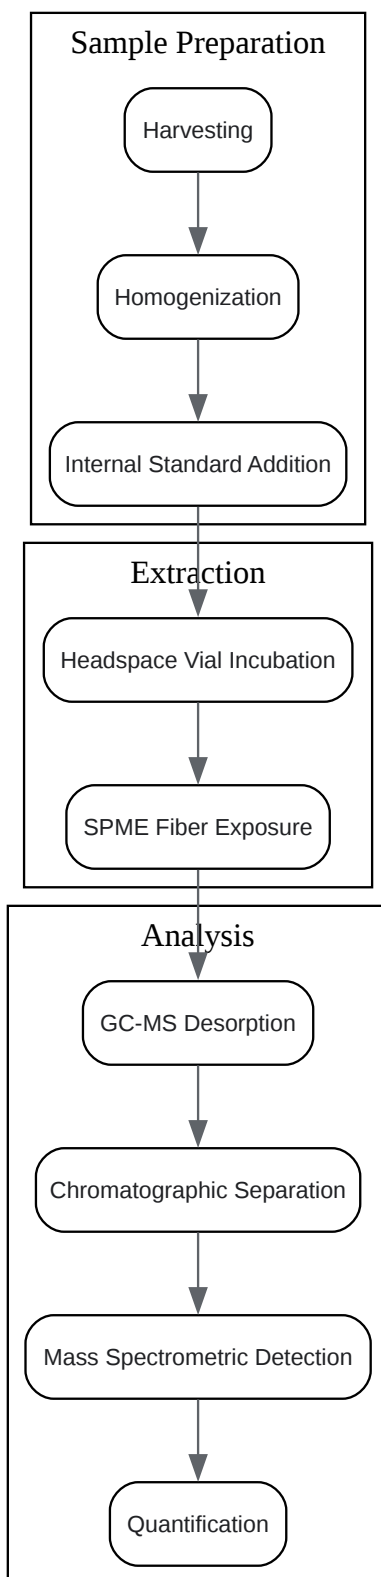 Sample Preparation
Harvesting
Homogenization
Internal Standard Addition
Extraction
Headspace Vial Incubation
SPME Fiber Exposure
Analysis
GC-MS Desorption
Chromatographic Separation
Mass Spectrometric Detection
Quantification